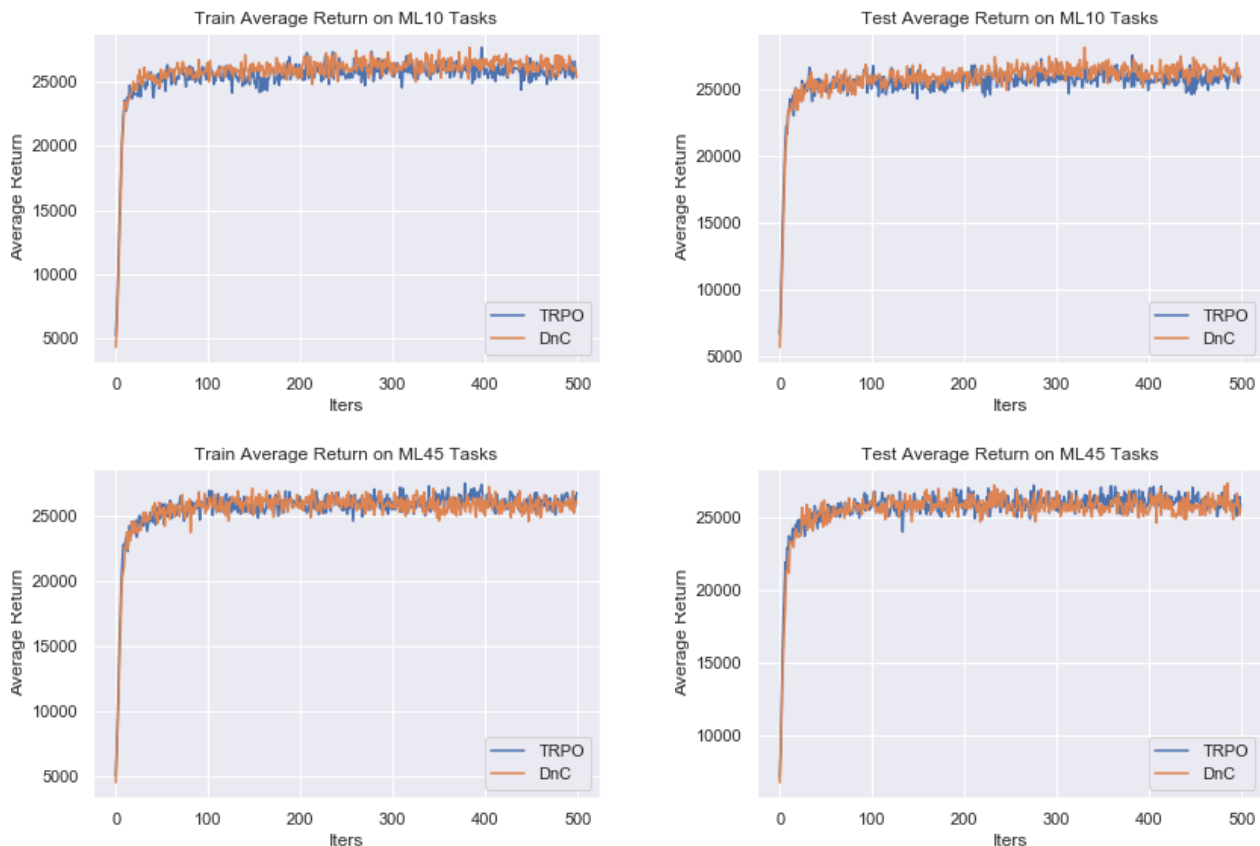 Train Average Return on ML10 Tasks
Average Return
25000
20000
15000
10000
5000
TRPO
DnC
0 100 200 300 400 500
Iters
Test Average Return on ML10 Tasks
Average Return
25000
20000
15000
10000
5000
TRPO
DnC
0 100 200 300 400 500
Iters
Train Average Return on ML45 Tasks
Average Return
25000
20000
15000
10000
5000
TRPO
DnC
0 100 200 300 400 500
Iters
Test Average Return on ML45 Tasks
Average Return
25000
20000
15000
10000
TRPO
DnC
0 100 200 300 400 500
Iters